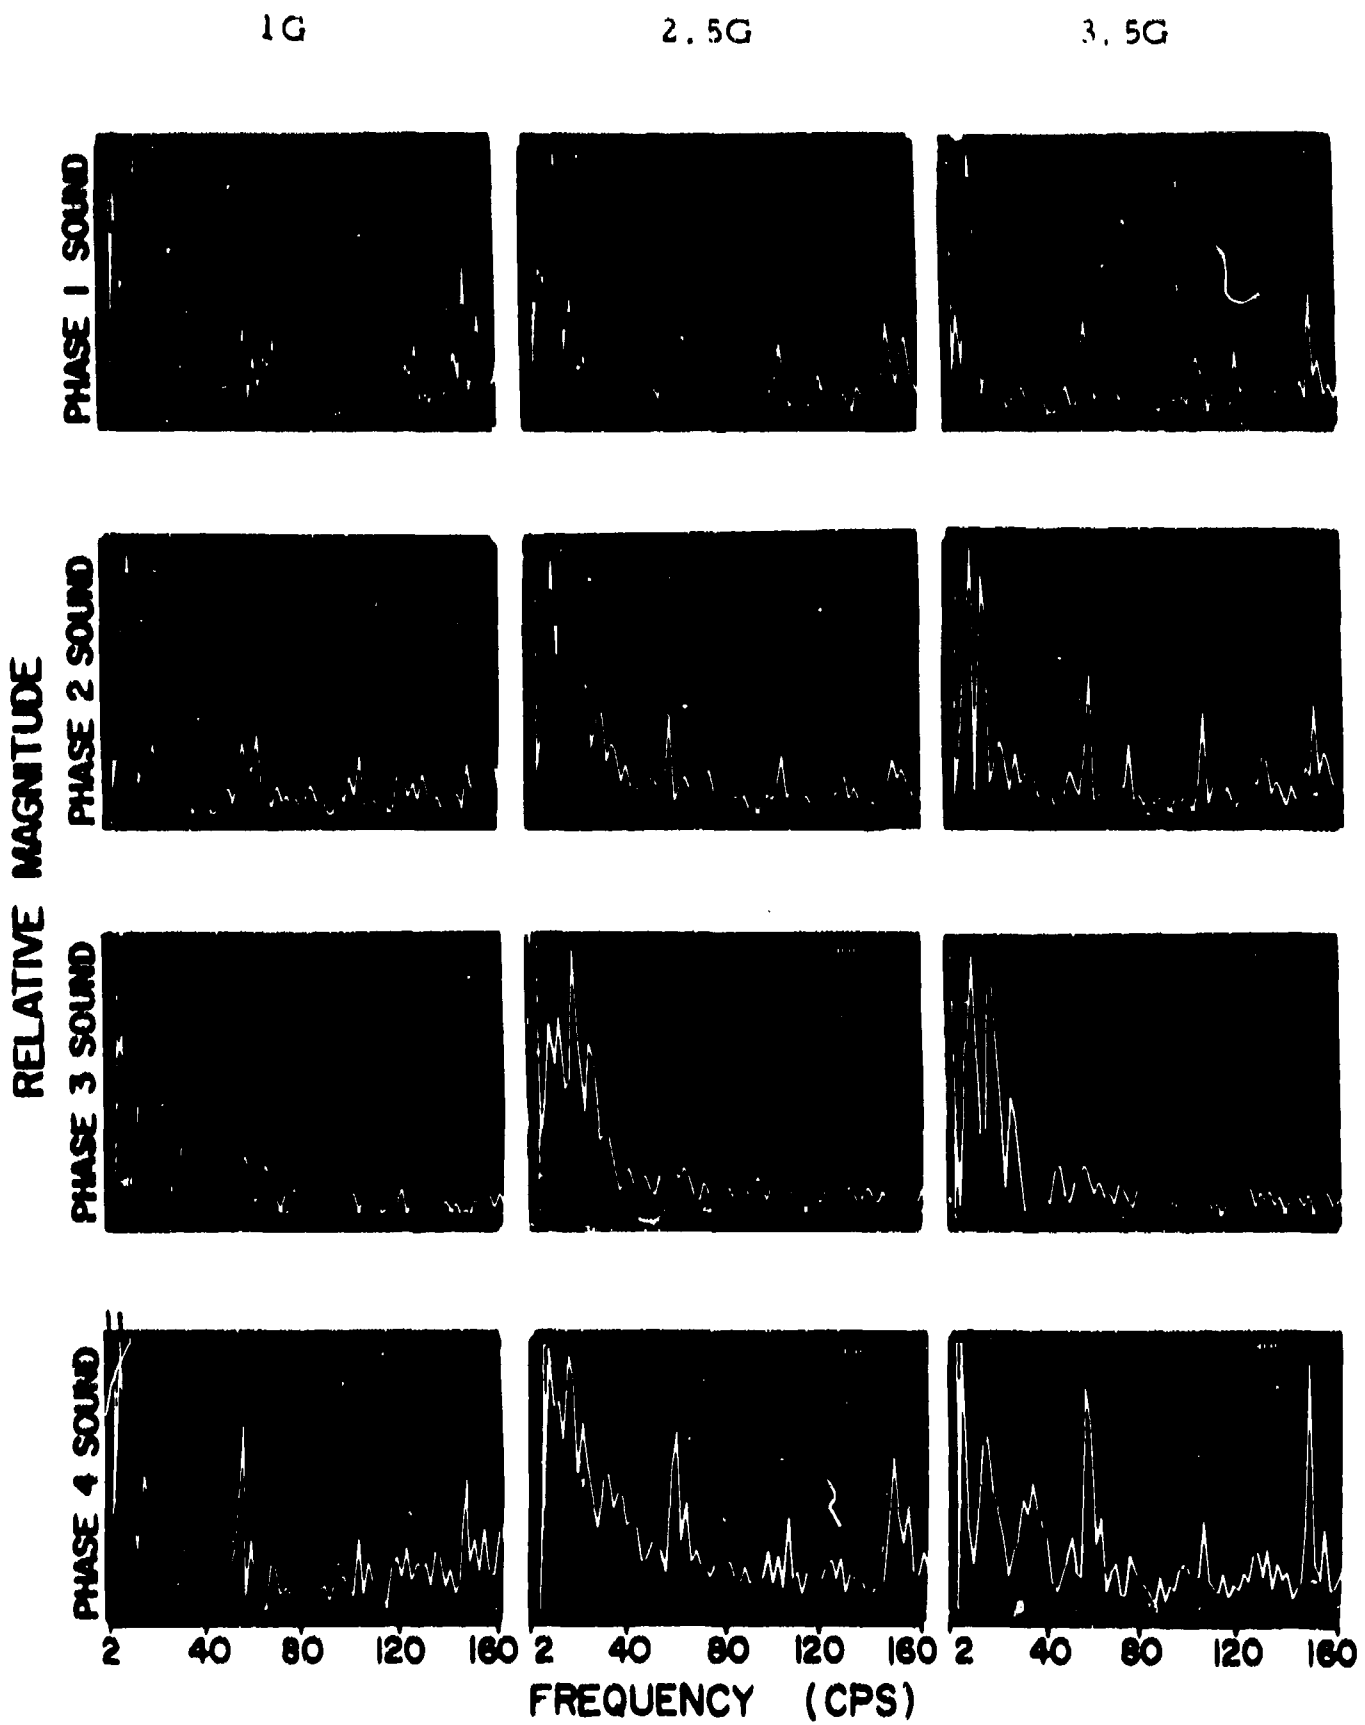 1G 2.5G 3.5G
PHASE 1 SOUND
PHASE 2 SOUND
PHASE 3 SOUND
PHASE 4 SOUND
RELATIVE MAGNITUDE
2 40 80 120 160 2 40 80 120 160 2 40 80 120 160
FREQUENCY (CPS)